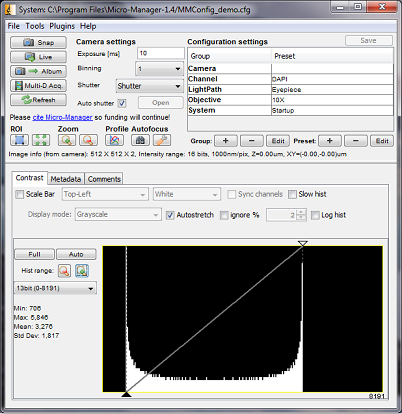 System: C:\Program Files\Micro-Manager-1.4/MMConfig_demo.cfg
File Tools Plugins Help
Snap
Live
Album
Multi-D Acq.
Refresh
Camera settings
Exposure [ms] 10
Binning 1
Shutter Shutter
Auto shutter Open
Configuration settings Save
Group Preset
Camera
Channel DAPI
LightPath Eyepiece
Objective 10X
System Startup
Please cite Micro-Manager so funding will continue!
ROI Zoom Profile Autofocus
Group: + - Edit Preset: + - Edit
Image info (from camera): 512 X 512 X 2, Intensity range: 16 bits, 1000nm/pix, Z=0.00um, XY=(-0.00,-0.00)um
Contrast Metadata Comments
Scale Bar Top-Left White Sync channels Slow hist
Display mode: Grayscale Autostretch ignore % 2 Log hist
Full Auto
Hist range:
13bit (0-8191)
Min: 706
Max: 5,846
Mean: 3,276
Std Dev: 1,817
8191